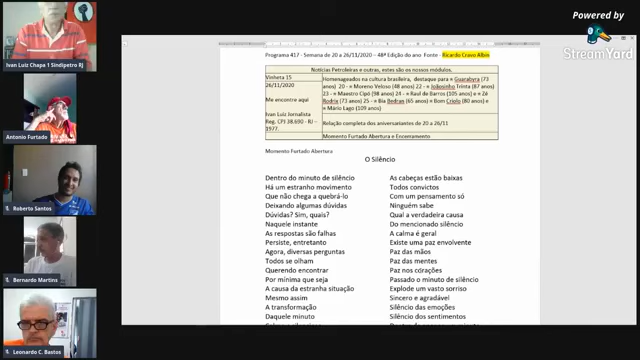 Powered by
StreamYard
Programa 417 - Semana de 20 a 26/11/2020 – 48ª Edição do ano Fonte - Ricardo Cravo Albin
Notícias Petroleiras e outras, estes são os nossos módulos.
Vinheta 15
26/11/2020
Me encontre aqui
Ivan Luiz Jornalista
Reg. CPJ 38.690 - RJ –
1977.
Homenageados na cultura brasileira, destaque para = Guarabyra (73
anos) 20 - = Moreno Veloso (48 anos) 22 - = Joãosinho Trinta (87 anos)
23 - = Maestro Cipó (98 anos) 24 - = Raul de Barros (105 anos) e = Zé
Rodrix (73 anos) 25 - = Bia Bedran (65 anos) = Dom Criolo (80 anos) e =
Mário Lago (109 anos)
Relação completa dos aniversariantes de 20 a 26/11
Momento Furtado Abertura e Encerramento
Momento Furtado Abertura
O Silêncio
Dentro do minuto de silêncio
Há um estranho movimento
Que não chega a quebrá-lo
Deixando algumas dúvidas
Dúvidas? Sim, quais?
Naquele instante
As respostas são falhas
Persiste, entretanto
Agora, diversas perguntas
Todos se olham
Querendo encontrar
Por mínima que seja
A causa da estranha situação
Mesmo assim
A transformação
Daquele minuto
As cabeças estão baixas
Todos convictos
Com um pensamento só
Ninguém sabe
Qual a verdadeira causa
Do mencionado silêncio
A calma é geral
Existe uma paz envolvente
Paz das mãos
Paz das mentes
Paz nos corações
Passado o minuto de silêncio
Explode um vasto sorriso
Sincero e agradável
Silêncio das emoções
Silêncio dos sentimentos
Ivan Luiz Chapa 1 Sindipetro RJ
Antonio Furtado
Roberto Santos
Bernardo Martins
Leonardo C. Bastos